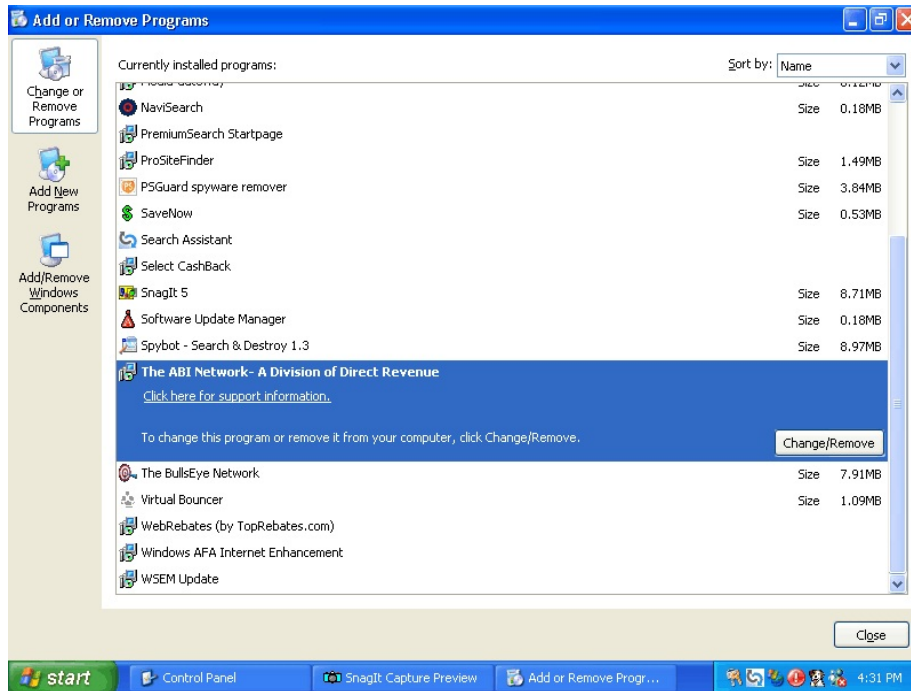 Add or Remove Programs
Change or
Remove
Programs
Add New
Programs
Add/Remove
Windows
Components
Currently installed programs:
Sort by: Name
NaviSearch Size 0.18MB
PremiumSearch Startpage
ProSiteFinder Size 1.49MB
PSGuard spyware remover Size 3.84MB
SaveNow Size 0.53MB
Search Assistant
Select CashBack
SnagIt 5 Size 8.71MB
Software Update Manager Size 0.18MB
Spybot - Search & Destroy 1.3 Size 8.97MB
The ABI Network- A Division of Direct Revenue
Click here for support information.
To change this program or remove it from your computer, click Change/Remove.
Change/Remove
The BullsEye Network Size 7.91MB
Virtual Bouncer Size 1.09MB
WebRebates (by TopRebates.com)
Windows AFA Internet Enhancement
WSEM Update
Close
start
Control Panel
SnagIt Capture Preview
Add or Remove Progr...
4:31 PM